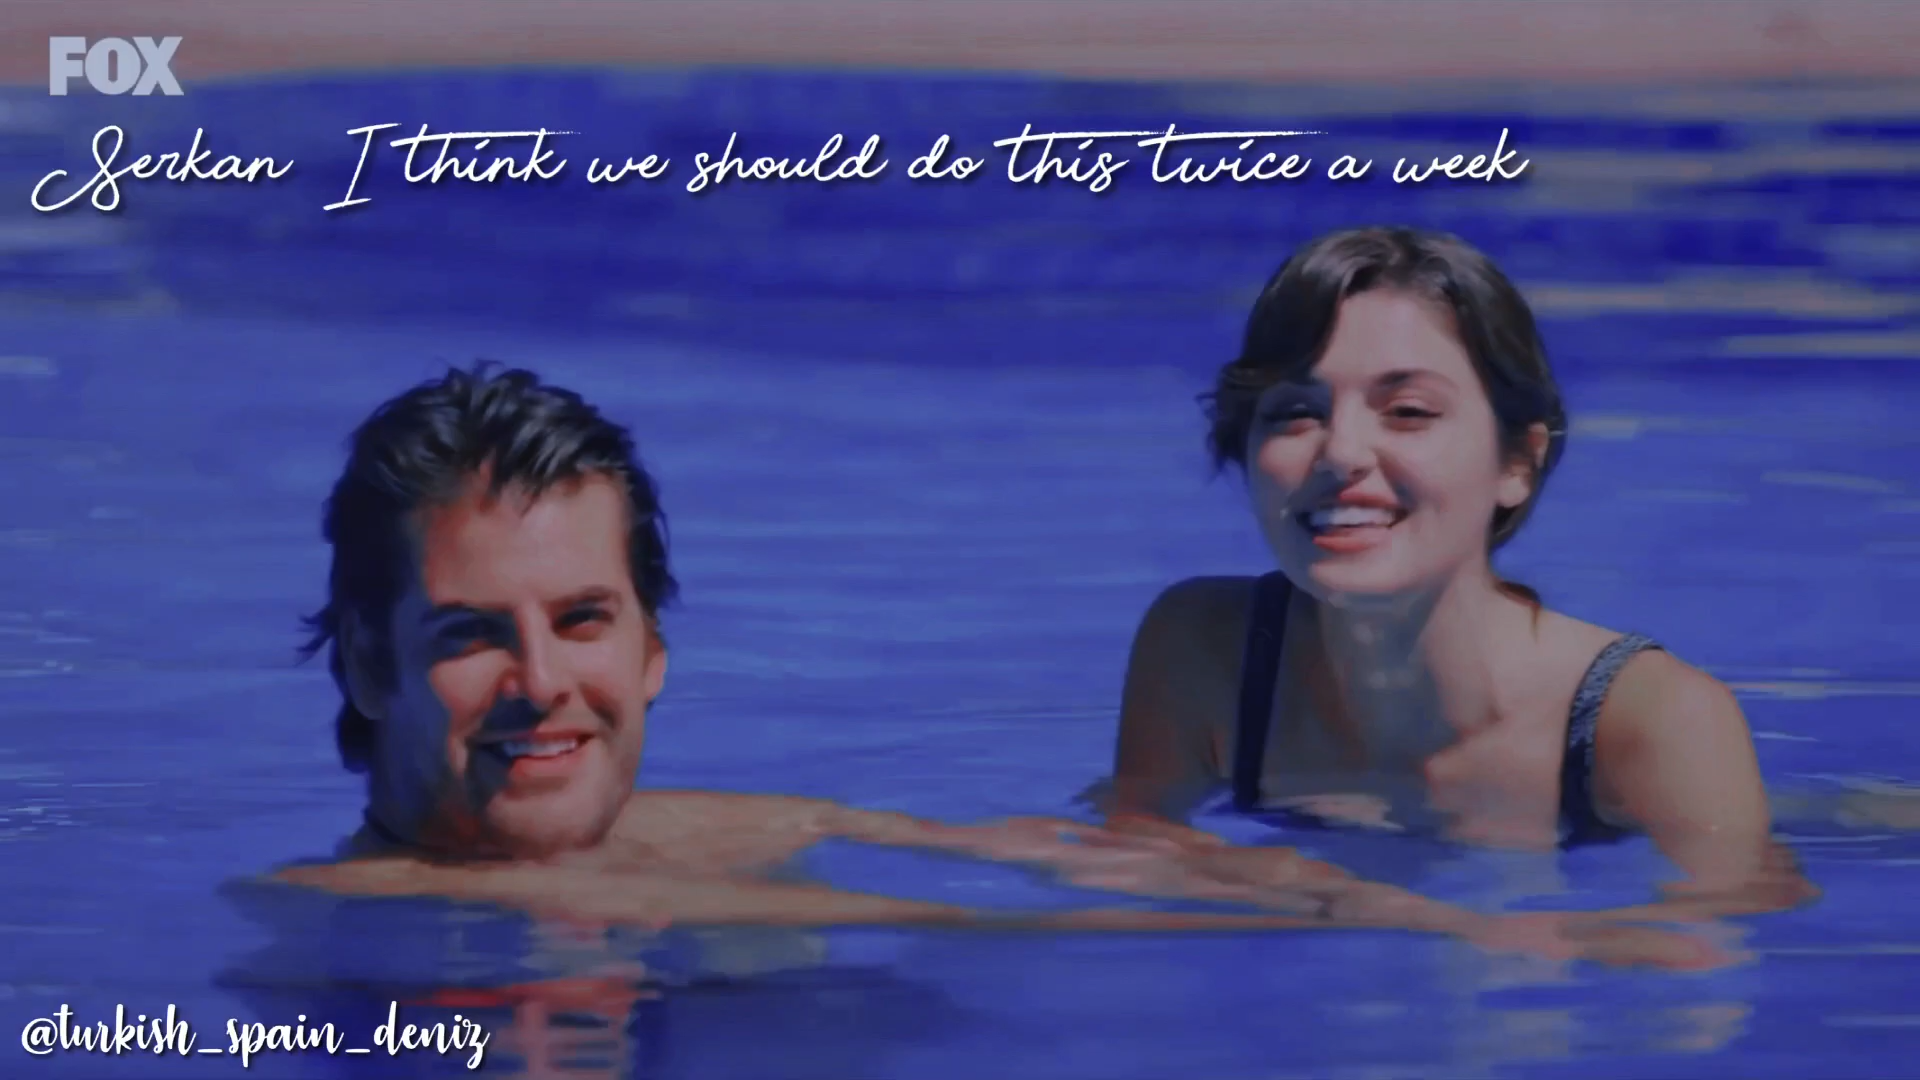 FOX
Serkan I think we should do this twice a week
@turkish_spain_deniz